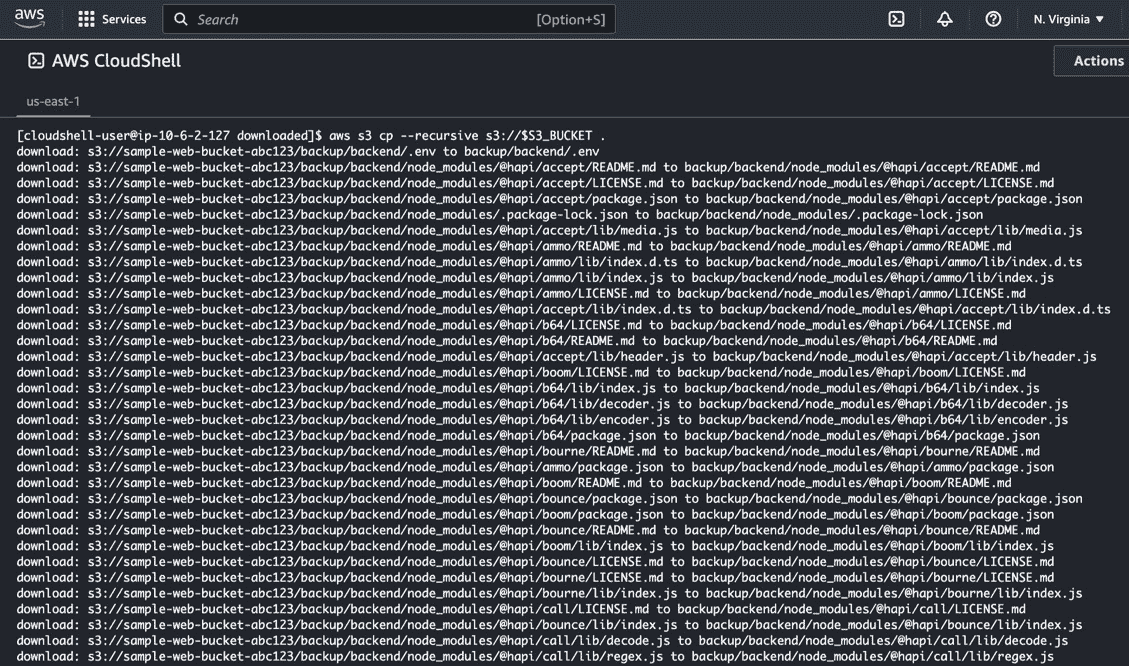 aws Services Search [Option+S] N. Virginia ▼
AWS CloudShell Actions
us-east-1
[cloudshell-user@ip-10-6-2-127 downloaded]$ aws s3 cp --recursive s3://$S3_BUCKET .
download: s3://sample-web-bucket-abc123/backup/backend/.env to backup/backend/.env
download: s3://sample-web-bucket-abc123/backup/backend/node_modules/@hapi/accept/README.md to backup/backend/node_modules/@hapi/accept/README.md
download: s3://sample-web-bucket-abc123/backup/backend/node_modules/@hapi/accept/LICENSE.md to backup/backend/node_modules/@hapi/accept/LICENSE.md
download: s3://sample-web-bucket-abc123/backup/backend/node_modules/@hapi/accept/package.json to backup/backend/node_modules/@hapi/accept/package.json
download: s3://sample-web-bucket-abc123/backup/backend/node_modules/.package-lock.json to backup/backend/node_modules/.package-lock.json
download: s3://sample-web-bucket-abc123/backup/backend/node_modules/@hapi/accept/lib/media.js to backup/backend/node_modules/@hapi/accept/lib/media.js
download: s3://sample-web-bucket-abc123/backup/backend/node_modules/@hapi/ammo/README.md to backup/backend/node_modules/@hapi/ammo/README.md
download: s3://sample-web-bucket-abc123/backup/backend/node_modules/@hapi/ammo/lib/index.d.ts to backup/backend/node_modules/@hapi/ammo/lib/index.d.ts
download: s3://sample-web-bucket-abc123/backup/backend/node_modules/@hapi/ammo/lib/index.js to backup/backend/node_modules/@hapi/ammo/lib/index.js
download: s3://sample-web-bucket-abc123/backup/backend/node_modules/@hapi/ammo/LICENSE.md to backup/backend/node_modules/@hapi/ammo/LICENSE.md
download: s3://sample-web-bucket-abc123/backup/backend/node_modules/@hapi/accept/lib/index.d.ts to backup/backend/node_modules/@hapi/accept/lib/index.d.ts
download: s3://sample-web-bucket-abc123/backup/backend/node_modules/@hapi/b64/LICENSE.md to backup/backend/node_modules/@hapi/b64/LICENSE.md
download: s3://sample-web-bucket-abc123/backup/backend/node_modules/@hapi/b64/README.md to backup/backend/node_modules/@hapi/b64/README.md
download: s3://sample-web-bucket-abc123/backup/backend/node_modules/@hapi/accept/lib/header.js to backup/backend/node_modules/@hapi/accept/lib/header.js
download: s3://sample-web-bucket-abc123/backup/backend/node_modules/@hapi/boom/LICENSE.md to backup/backend/node_modules/@hapi/boom/LICENSE.md
download: s3://sample-web-bucket-abc123/backup/backend/node_modules/@hapi/b64/lib/index.js to backup/backend/node_modules/@hapi/b64/lib/index.js
download: s3://sample-web-bucket-abc123/backup/backend/node_modules/@hapi/b64/lib/decoder.js to backup/backend/node_modules/@hapi/b64/lib/decoder.js
download: s3://sample-web-bucket-abc123/backup/backend/node_modules/@hapi/b64/lib/encoder.js to backup/backend/node_modules/@hapi/b64/lib/encoder.js
download: s3://sample-web-bucket-abc123/backup/backend/node_modules/@hapi/b64/package.json to backup/backend/node_modules/@hapi/b64/package.json
download: s3://sample-web-bucket-abc123/backup/backend/node_modules/@hapi/bourne/README.md to backup/backend/node_modules/@hapi/bourne/README.md
download: s3://sample-web-bucket-abc123/backup/backend/node_modules/@hapi/ammo/package.json to backup/backend/node_modules/@hapi/ammo/package.json
download: s3://sample-web-bucket-abc123/backup/backend/node_modules/@hapi/boom/README.md to backup/backend/node_modules/@hapi/boom/README.md
download: s3://sample-web-bucket-abc123/backup/backend/node_modules/@hapi/bounce/package.json to backup/backend/node_modules/@hapi/bounce/package.json
download: s3://sample-web-bucket-abc123/backup/backend/node_modules/@hapi/boom/package.json to backup/backend/node_modules/@hapi/boom/package.json
download: s3://sample-web-bucket-abc123/backup/backend/node_modules/@hapi/bounce/README.md to backup/backend/node_modules/@hapi/bounce/README.md
download: s3://sample-web-bucket-abc123/backup/backend/node_modules/@hapi/boom/lib/index.js to backup/backend/node_modules/@hapi/boom/lib/index.js
download: s3://sample-web-bucket-abc123/backup/backend/node_modules/@hapi/bounce/LICENSE.md to backup/backend/node_modules/@hapi/bounce/LICENSE.md
download: s3://sample-web-bucket-abc123/backup/backend/node_modules/@hapi/bourne/LICENSE.md to backup/backend/node_modules/@hapi/bourne/LICENSE.md
download: s3://sample-web-bucket-abc123/backup/backend/node_modules/@hapi/bourne/lib/index.js to backup/backend/node_modules/@hapi/bourne/lib/index.js
download: s3://sample-web-bucket-abc123/backup/backend/node_modules/@hapi/call/LICENSE.md to backup/backend/node_modules/@hapi/call/LICENSE.md
download: s3://sample-web-bucket-abc123/backup/backend/node_modules/@hapi/bounce/lib/index.js to backup/backend/node_modules/@hapi/bounce/lib/index.js
download: s3://sample-web-bucket-abc123/backup/backend/node_modules/@hapi/call/lib/decode.js to backup/backend/node_modules/@hapi/call/lib/decode.js
download: s3://sample-web-bucket-abc123/backup/backend/node_modules/@hapi/call/lib/regex.js to backup/backend/node_modules/@hapi/call/lib/regex.js